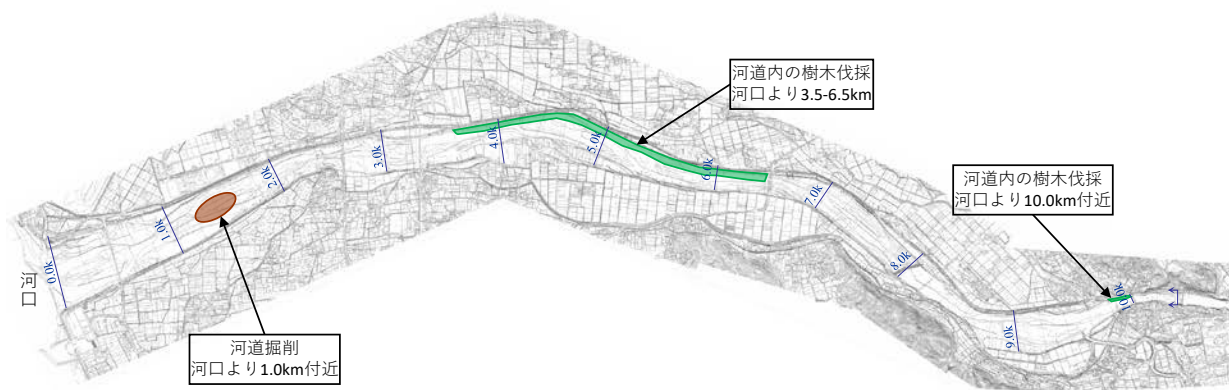 河道内の樹木伐採
河口より3.5-6.5km
河道内の樹木伐採
河口より10.0km付近
河口
0.0k
1.0k
2.0k
3.0k
4.0k
5.0k
6.0k
7.0k
8.0k
9.0k
10.0k
河道掘削
河口より1.0km付近